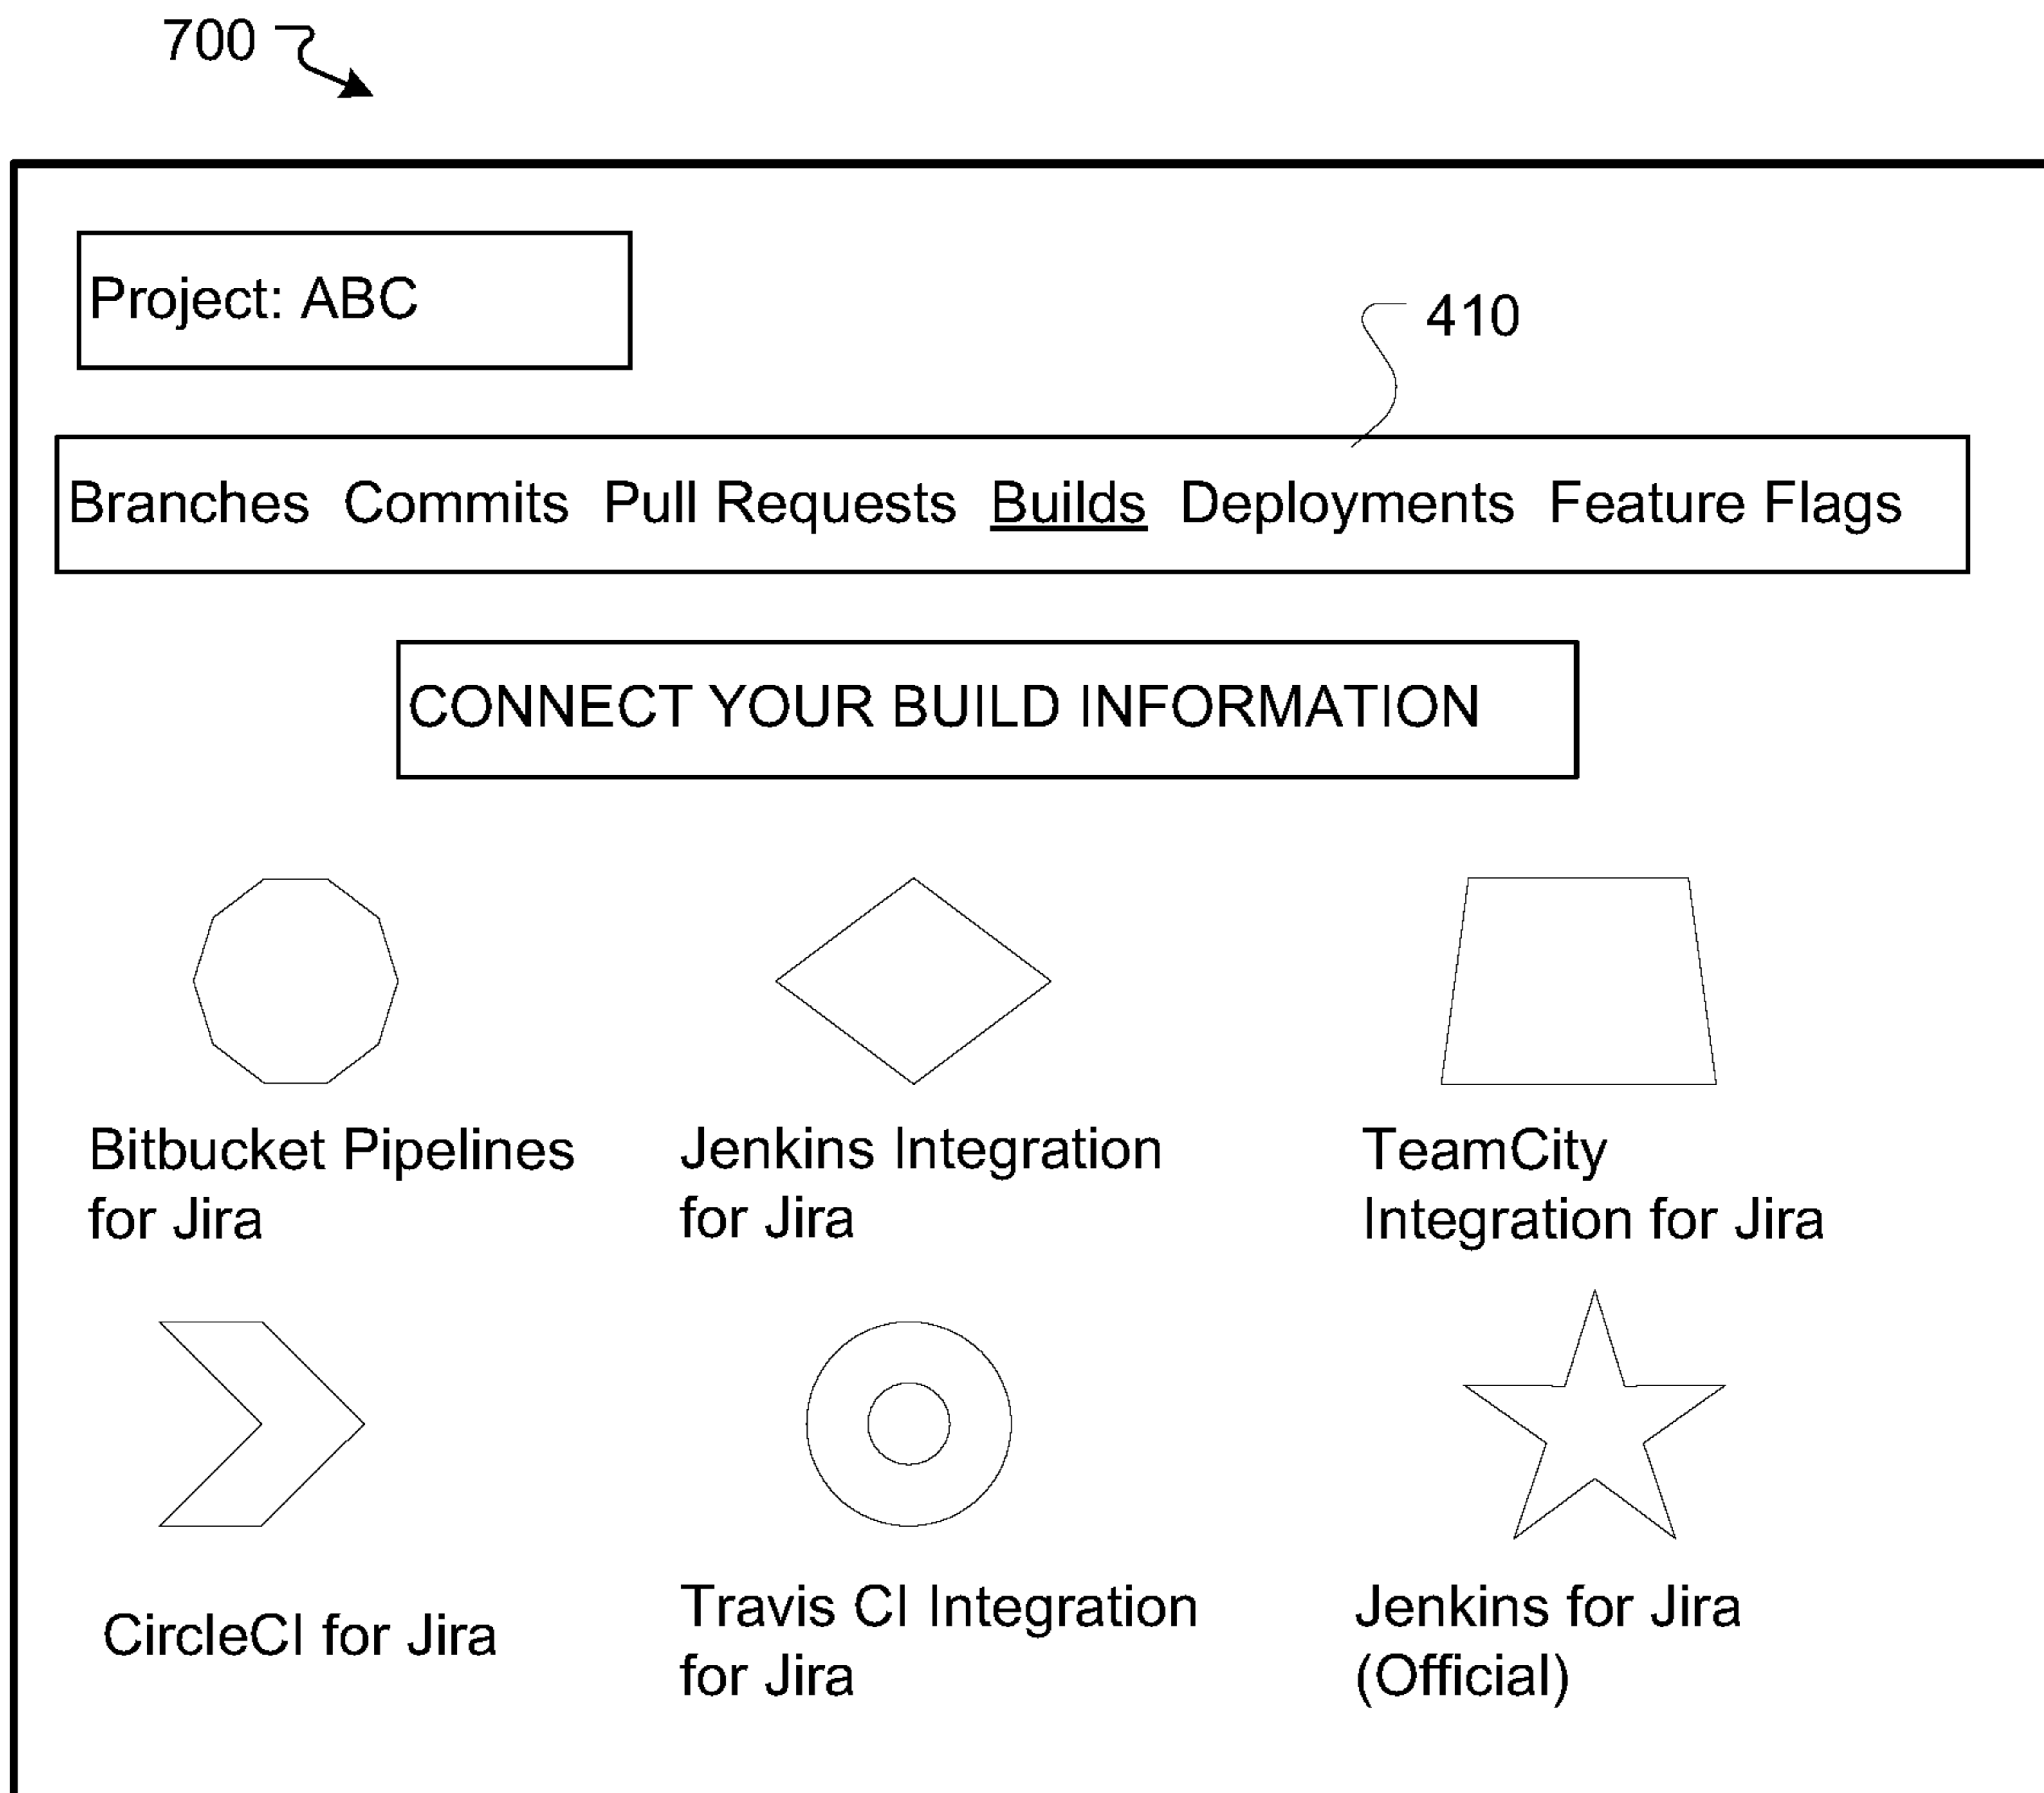 700
Project: ABC
410
Branches Commits Pull Requests Builds Deployments Feature Flags
CONNECT YOUR BUILD INFORMATION
Bitbucket Pipelines
for Jira
Jenkins Integration
for Jira
TeamCity
Integration for Jira
CircleCI for Jira
Travis CI Integration
for Jira
Jenkins for Jira
(Official)